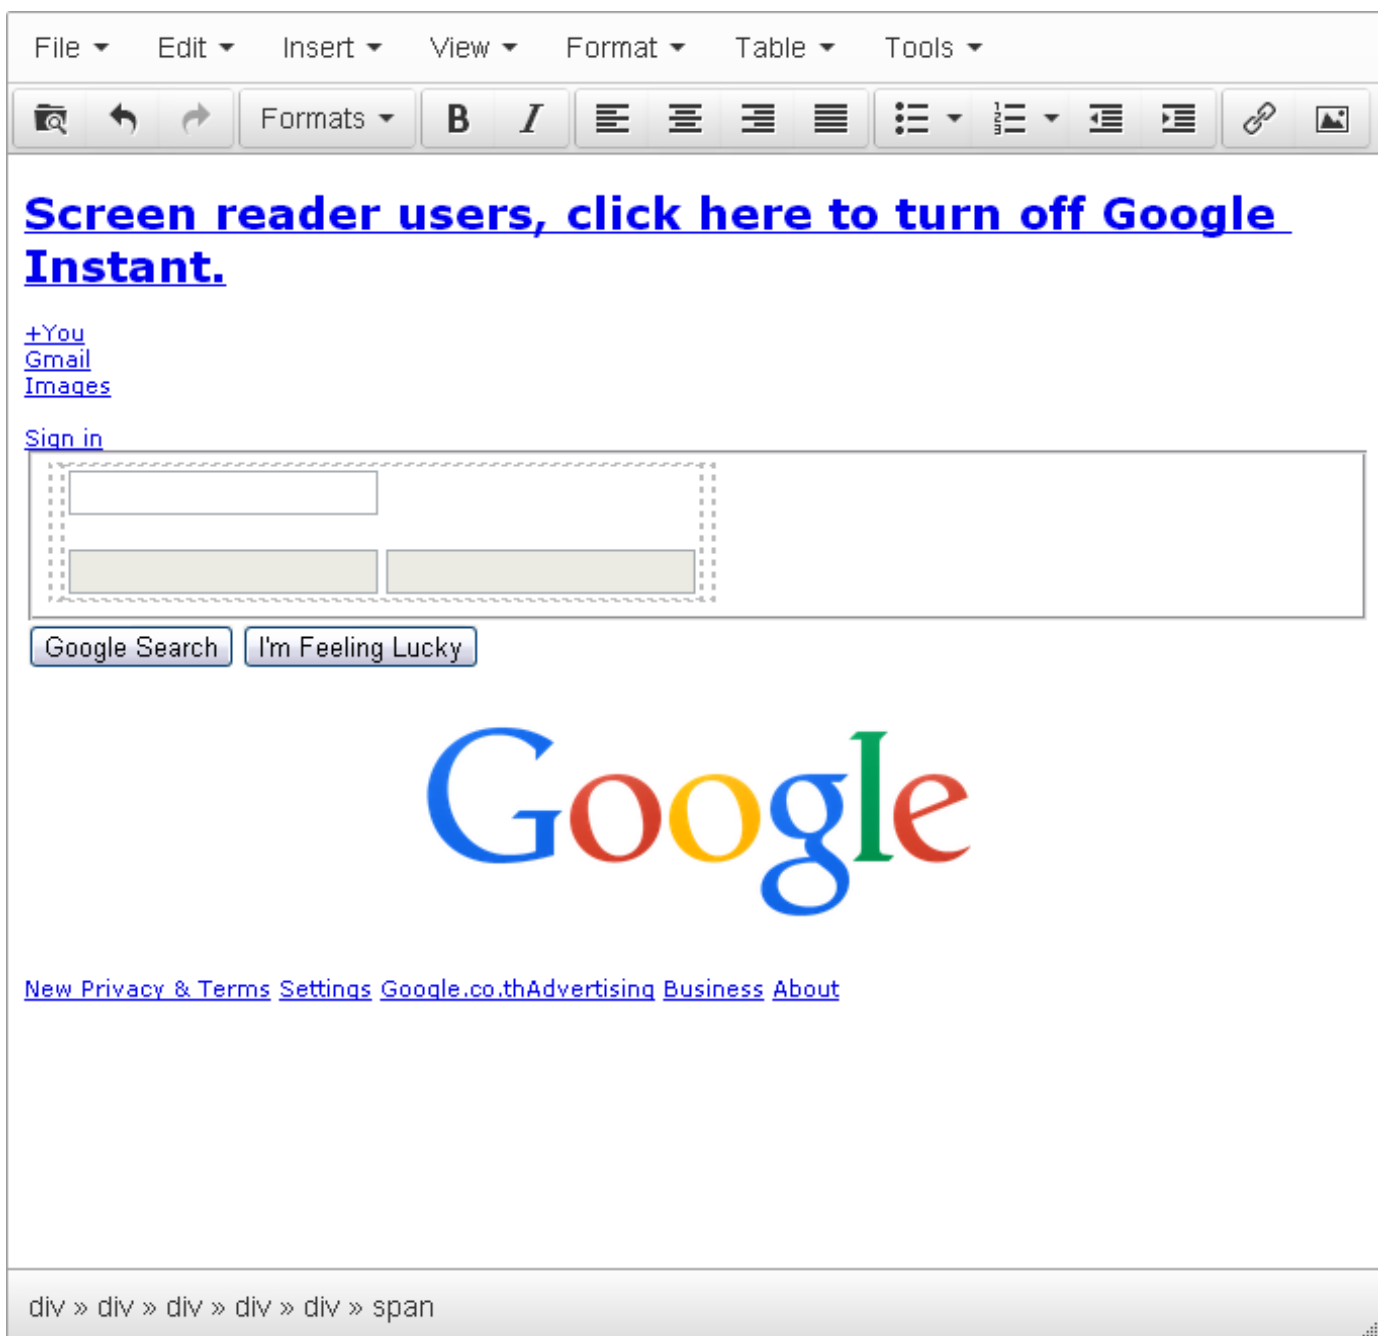 File Edit Insert View Format Table Tools
Formats B I
Screen reader users, click here to turn off Google
Instant.
+You
Gmail
Images
Sign in
Google Search I'm Feeling Lucky
Google
New Privacy & Terms Settings Google.co.thAdvertising Business About
div » div » div » div » div » span